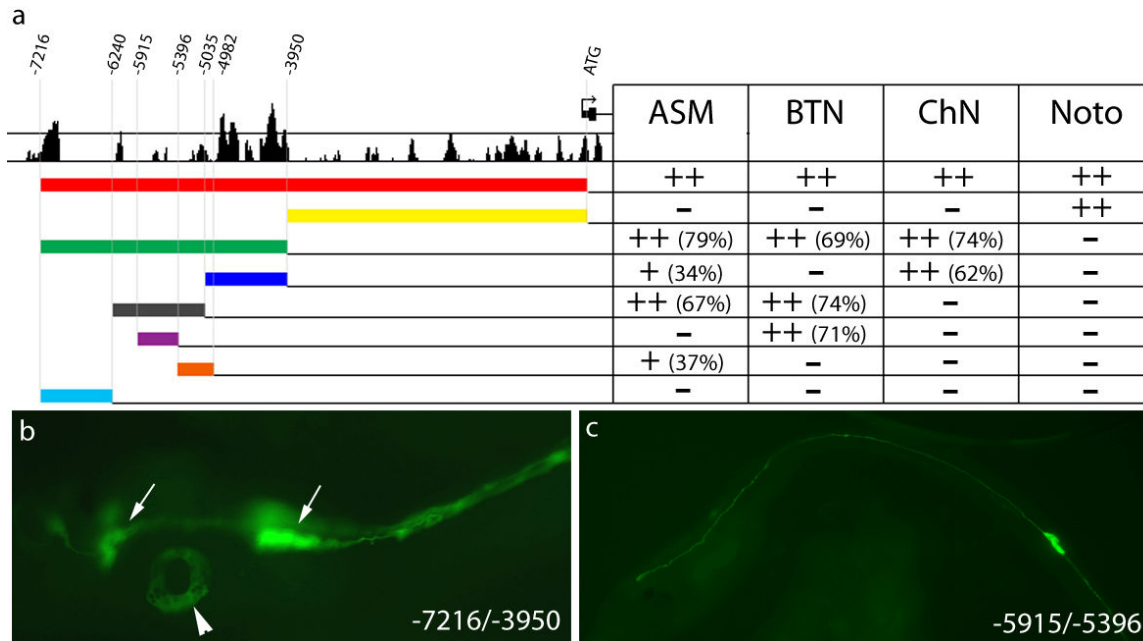 a
-7216
-6240
-5915
-5396
-5035
-4982
-3950
ATG
ASM BTN ChN Noto
++ ++ ++ ++
– – – ++
++ (79%) ++ (69%) ++ (74%) –
+ (34%) – ++ (62%) –
++ (67%) ++ (74%) – –
– ++ (71%) – –
+ (37%) – – –
– – – –
b
-7216/-3950
c
-5915/-5396